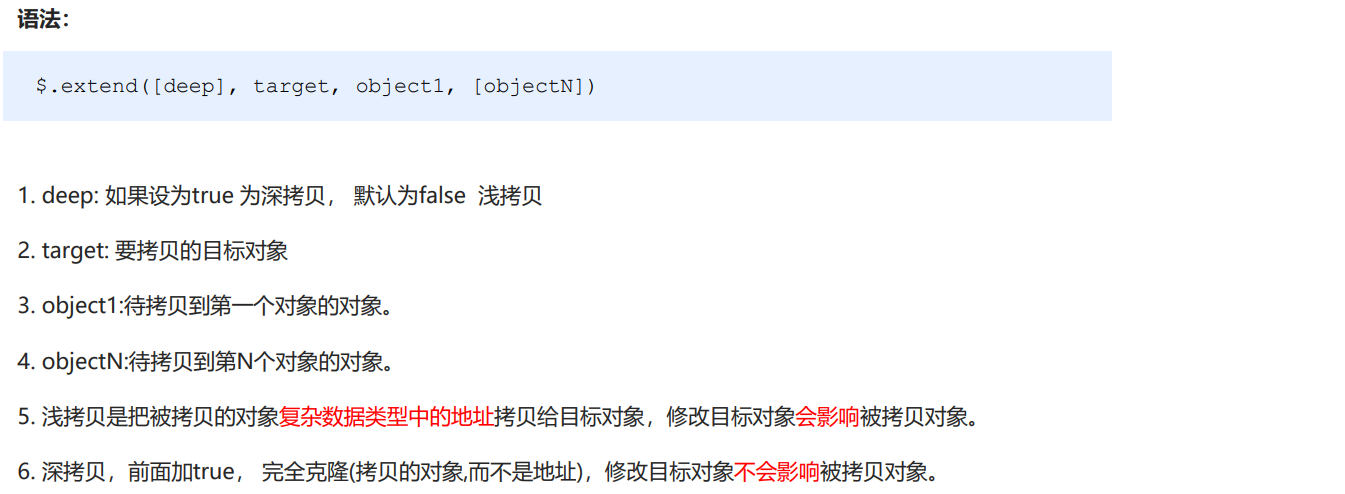 语法：
$.extend([deep], target, object1, [objectN])
1. deep: 如果设为true 为深拷贝， 默认为false 浅拷贝
2. target: 要拷贝的目标对象
3. object1:待拷贝到第一个对象的对象。
4. objectN:待拷贝到第N个对象的对象。
5. 浅拷贝是把被拷贝的对象复杂数据类型中的地址拷贝给目标对象，修改目标对象会影响被拷贝对象。
6. 深拷贝，前面加true， 完全克隆(拷贝的对象,而不是地址)，修改目标对象不会影响被拷贝对象。